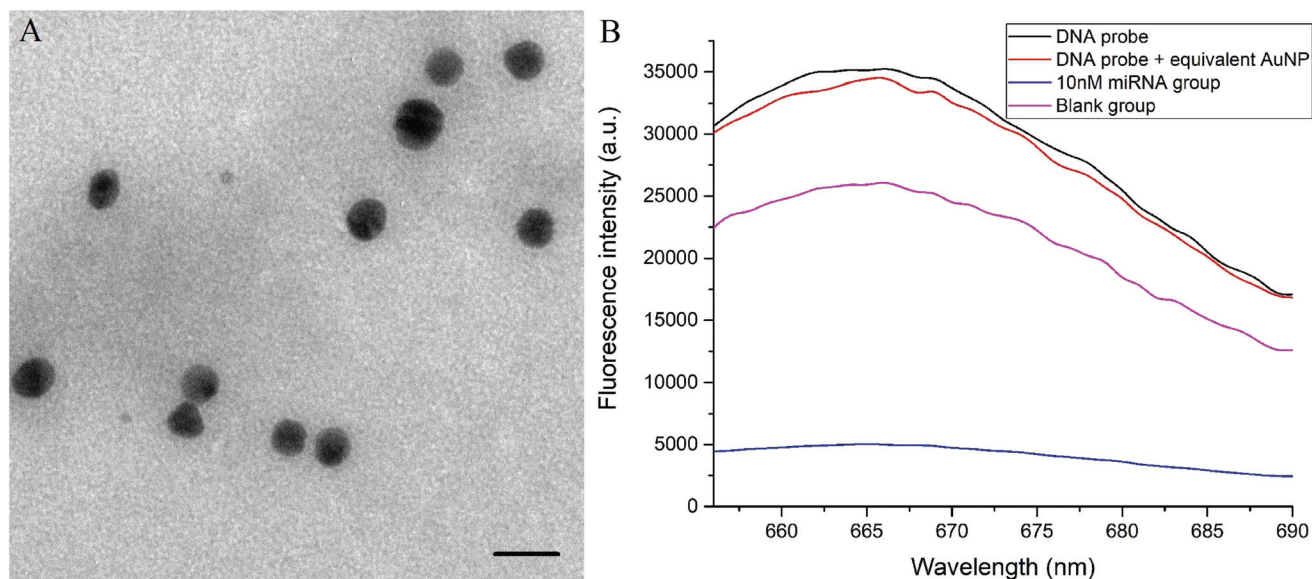 A
B
DNA probe
DNA probe + equivalent AuNP
10nM miRNA group
Blank group
35000
30000
25000
20000
15000
10000
5000
0
Fluorescence intensity (a.u.)
660 665 670 675 680 685 690
Wavelength (nm)